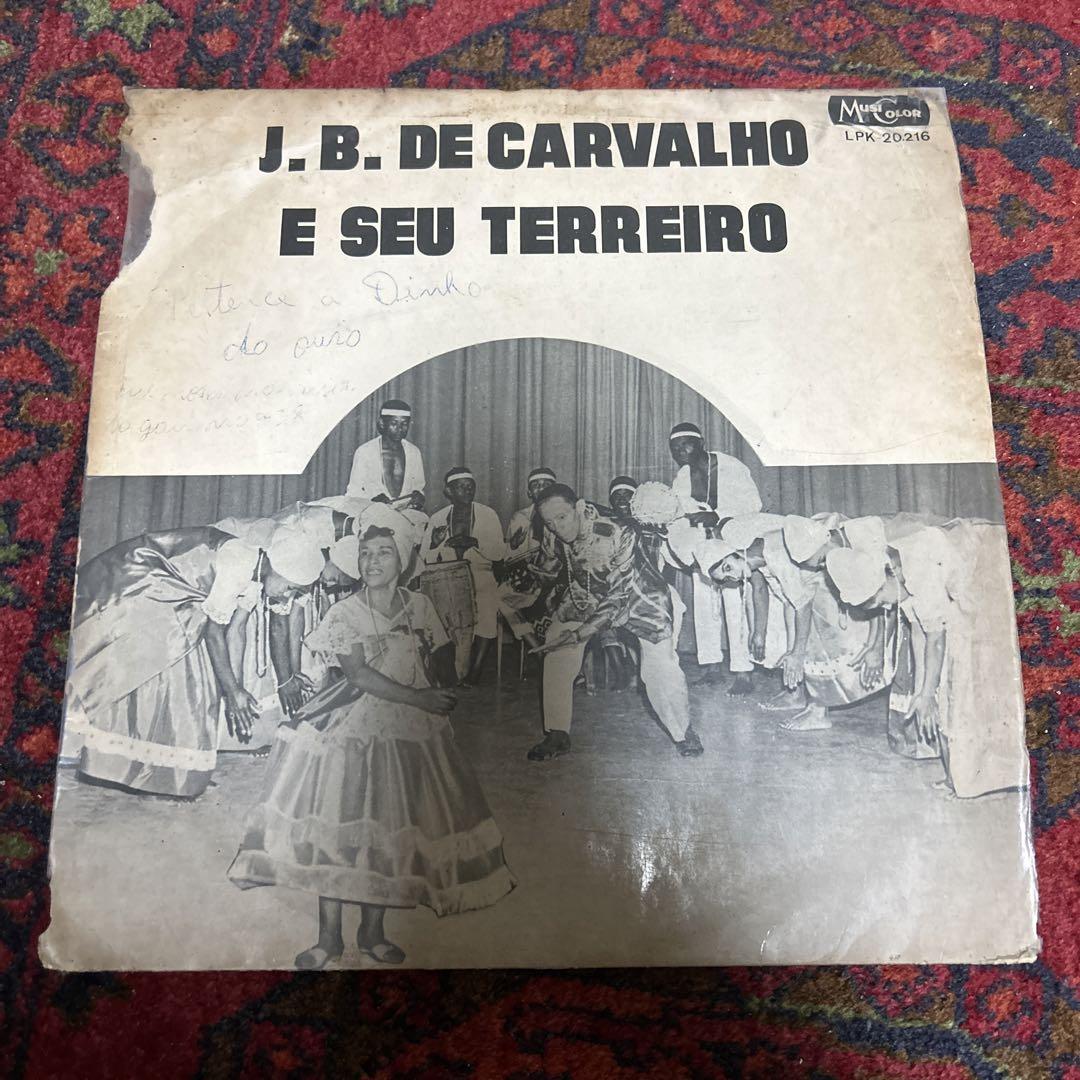 MUSICOLOR
LPK-20.216
J. B. DE CARVALHO
E SEU TERREIRO
Pertence a Dinho
do ouro